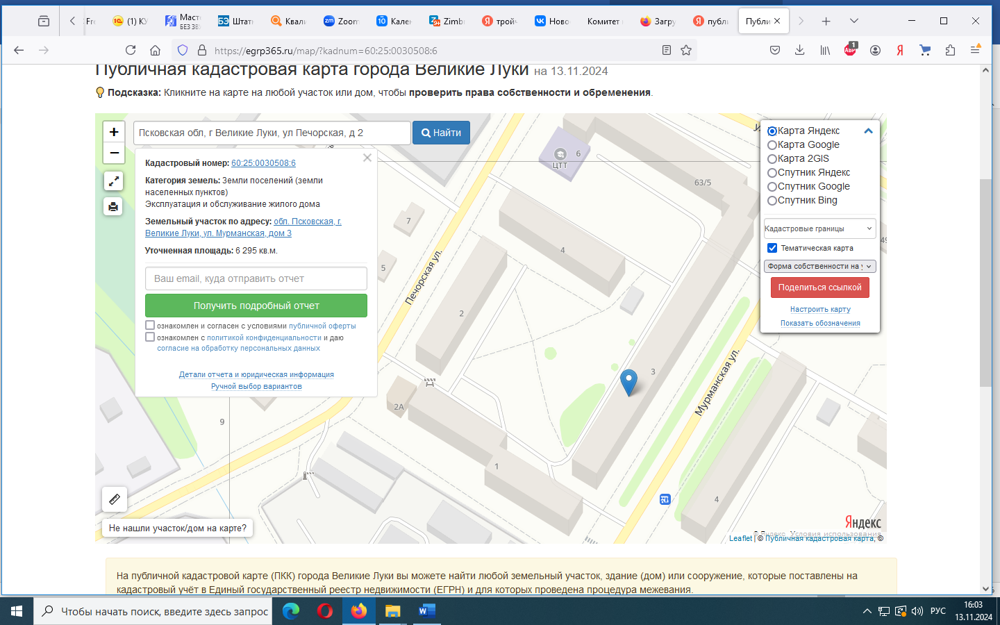 (1) КУ
Масте
БЕЗ ЗВУ
Штатн
Квали
Zoom
Кален
Zimbr
тройч
Новос
Комитет
Загру
публи
Публи
https://egrp365.ru/map/?kadnum=60:25:0030508:6
Публичная кадастровая карта города Великие Луки на 13.11.2024
Подсказка: Кликните на карте на любой участок или дом, чтобы проверить права собственности и обременения.
+
−
Псковская обл, г Великие Луки, ул Печорская, д 2
Найти
Кадастровый номер: 60:25:0030508:6
Категория земель: Земли поселений (земли
населенных пунктов)
Эксплуатация и обслуживание жилого дома
Земельный участок по адресу: обл. Псковская, г.
Великие Луки, ул. Мурманская, дом 3
Уточненная площадь: 6 295 кв.м.
Ваш email, куда отправить отчет
Получить подробный отчет
ознакомлен и согласен с условиями публичной оферты
ознакомлен с политикой конфиденциальности и даю
согласие на обработку персональных данных
Детали отчета и юридическая информация
Ручной выбор вариантов
Карта Яндекс
Карта Google
Карта 2GIS
Спутник Яндекс
Спутник Google
Спутник Bing
Кадастровые границы
Тематическая карта
Форма собственности на у
Поделиться ссылкой
Настроить карту
Показать обозначения
6
ЦТТ
63/5
7
4
5
49
Печорская ул.
2
3
Мурманская ул.
2А
9
1
4
Яндекс
© Яндекс Условия использования
Leaflet | © Публичная кадастровая карта, ©
Не нашли участок/дом на карте?
На публичной кадастровой карте (ПКК) города Великие Луки вы можете найти любой земельный участок, здание (дом) или сооружение, которые поставлены на
кадастровый учёт в Единый государственный реестр недвижимости (ЕГРН) и для которых проведена процедура межевания.
Чтобы начать поиск, введите здесь запрос
РУС
16:03
13.11.2024